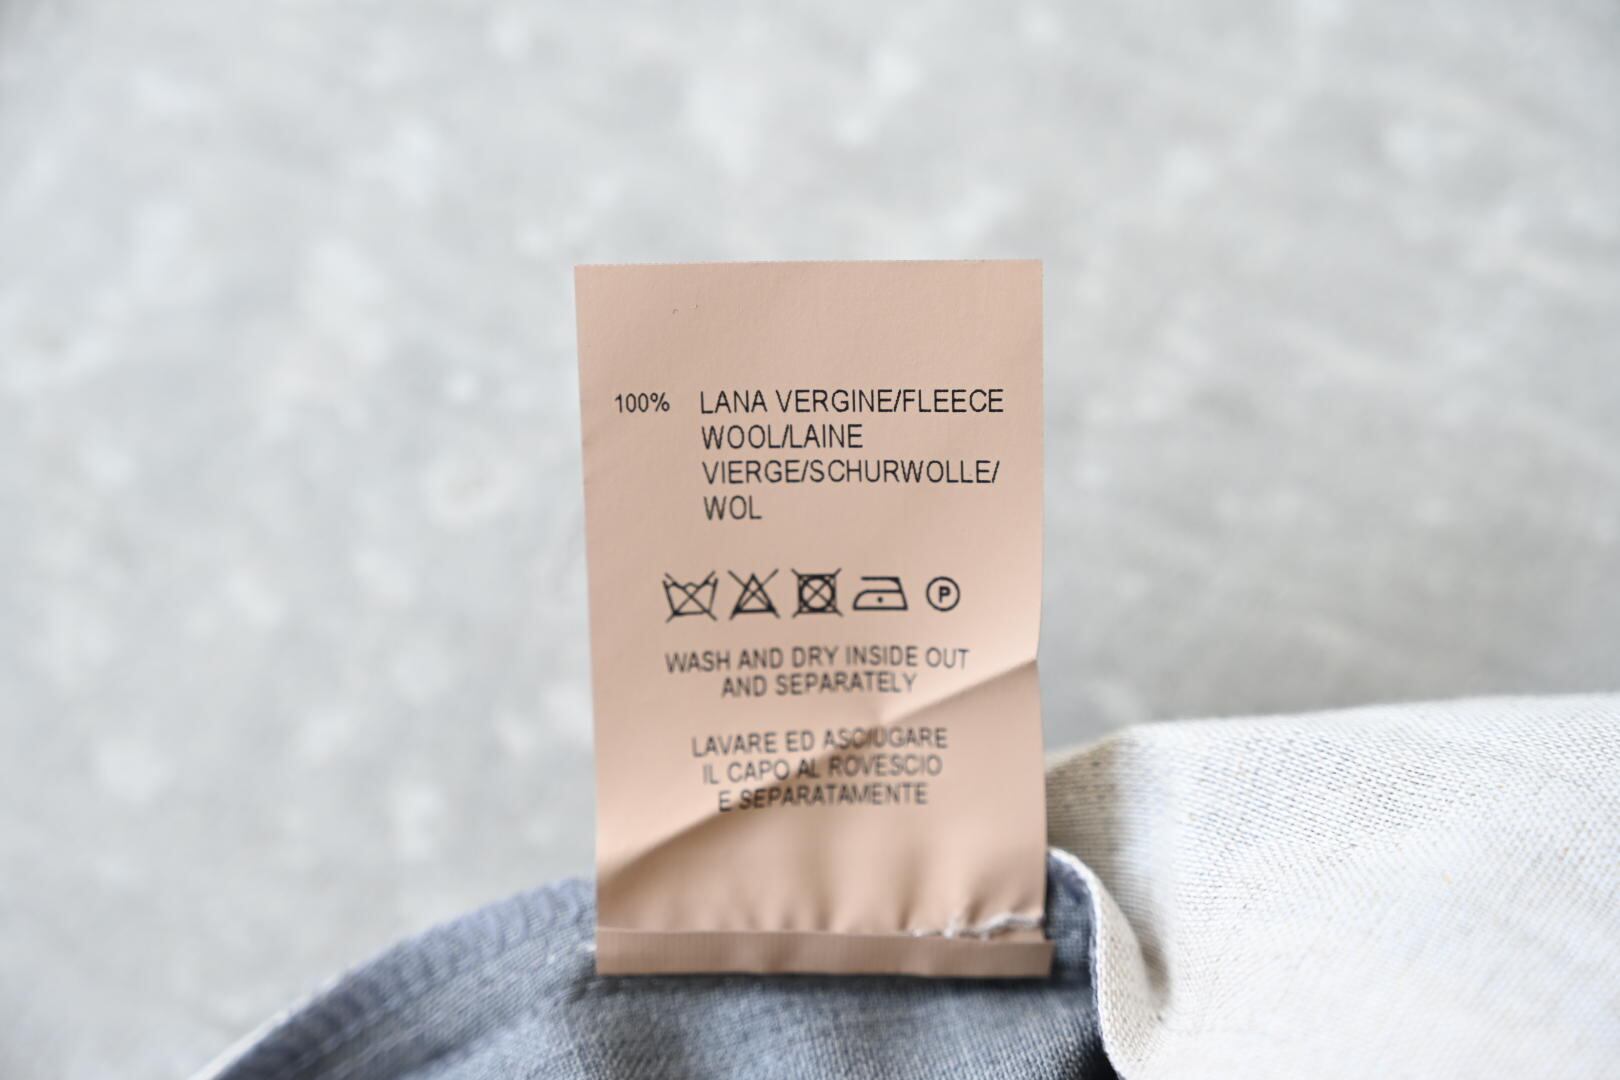 100% LANA VERGINE/FLEECE
WOOL/LAINE
VIERGE/SCHURWOLLE/
WOL
P
WASH AND DRY INSIDE OUT
AND SEPARATELY
LAVARE ED ASCIUGARE
IL CAPO AL ROVESCIO
E SEPARATAMENTE